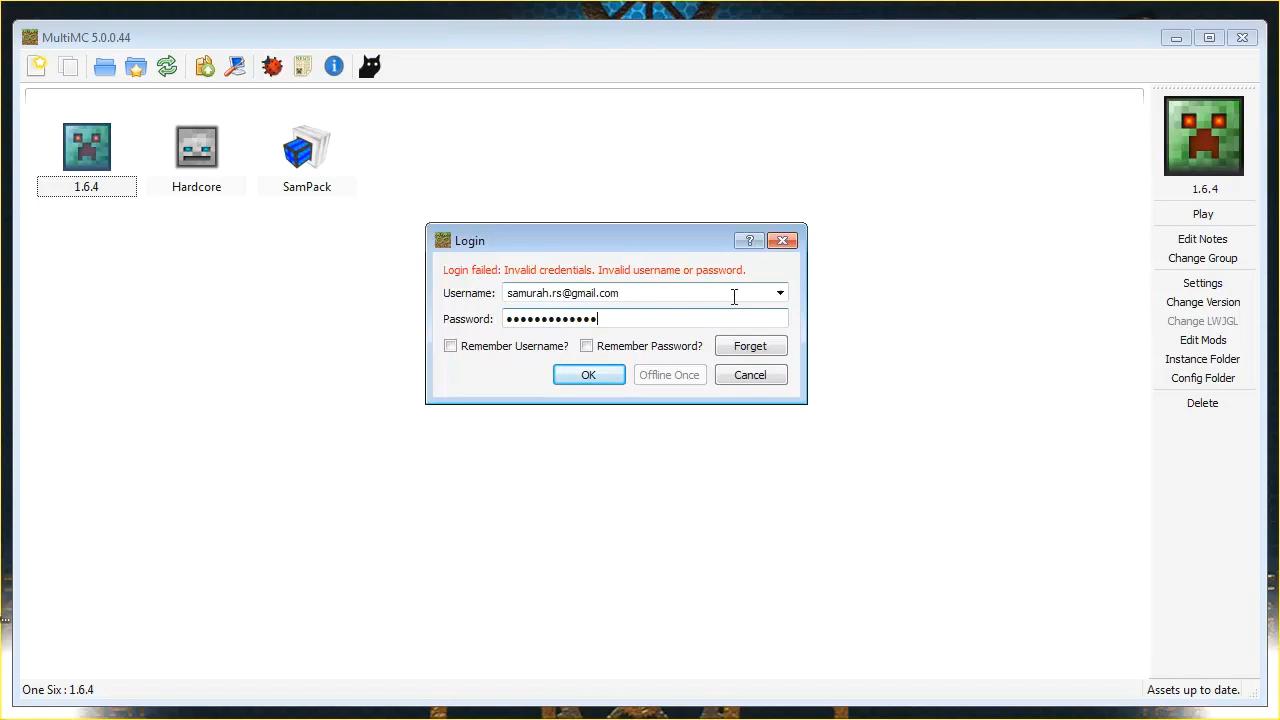 MultiMC 5.0.0.44
1.6.4
Hardcore
SamPack
Login
Login failed: Invalid credentials. Invalid username or password.
Username: samurah.rs@gmail.com
Password: •••••••••••••
Remember Username? Remember Password? Forget
OK Offline Once Cancel
1.6.4
Play
Edit Notes
Change Group
Settings
Change Version
Change LWJGL
Edit Mods
Instance Folder
Config Folder
Delete
One Six : 1.6.4
Assets up to date.